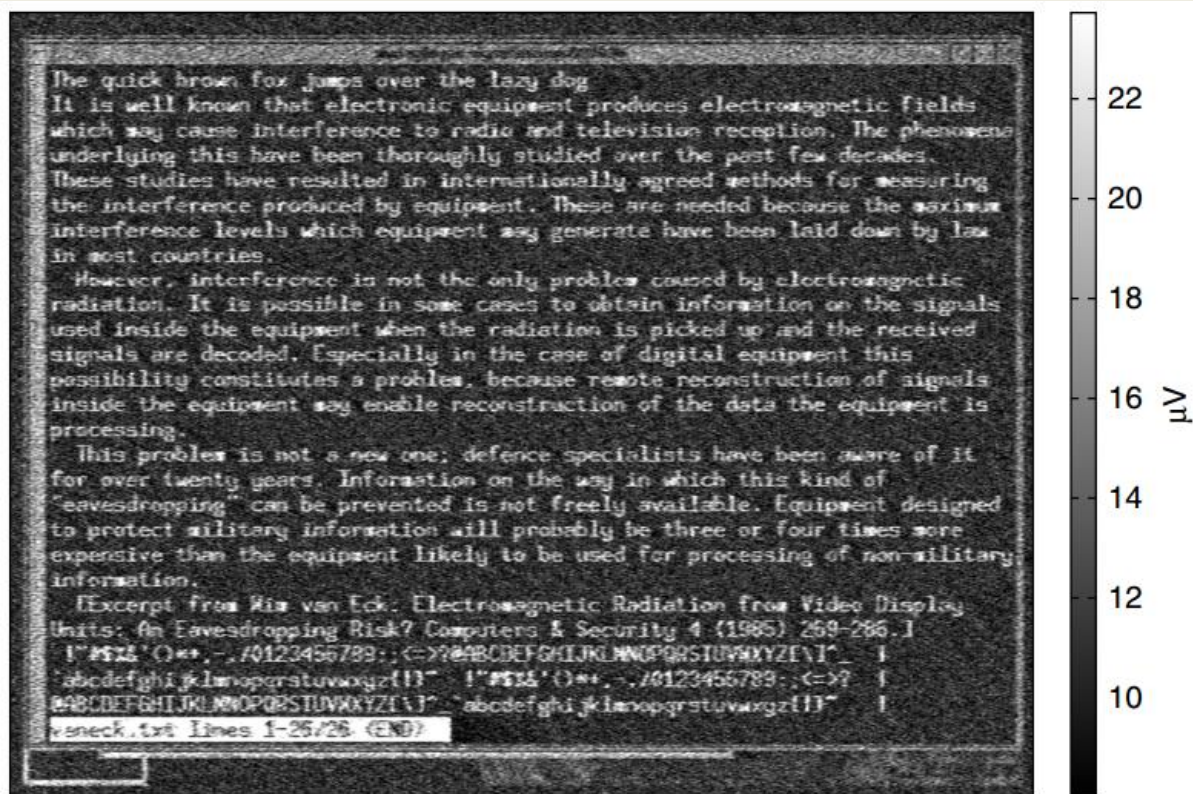 The quick brown fox jumps over the lazy dog
It is well known that electronic equipment produces electromagnetic fields
which may cause interference to radio and television reception. The phenomena
underlying this have been thoroughly studied over the past few decades.
These studies have resulted in internationally agreed methods for measuring
the interference produced by equipment. These are needed because the maximum
interference levels which equipment may generate have been laid down by law
in most countries.
However, interference is not the only problem caused by electromagnetic
radiation. It is possible in some cases to obtain information on the signals
used inside the equipment when the radiation is picked up and the received
signals are decoded. Especially in the case of digital equipment this
possibility constitutes a problem, because remote reconstruction of signals
inside the equipment may enable reconstruction of the data the equipment is
processing.
This problem is not a new one; defence specialists have been aware of it
for over twenty years. Information on the way in which this kind of
"eavesdropping" can be prevented is not freely available. Equipment designed
to protect military information will probably be three or four times more
expensive than the equipment likely to be used for processing of non-military
information.
[Excerpt from Wim van Eck: Electromagnetic Radiation from Video Display
Units: An Eavesdropping Risk? Computers & Security 4 (1985) 269-286.]
!"#$%&'()*+,-./0123456789:;<=>?@ABCDEFGHIJKLMNOPQRSTUVWXYZ[\]^_ |
`abcdefghijklmnopqrstuvwxyz{|}~ !"#$%&'()*+,-./0123456789:;<=>? |
@ABCDEFGHIJKLMNOPQRSTUVWXYZ[\]^_ `abcdefghijklmnopqrstuvwxyz{|}~ |
vaneck.txt lines 1-26/26 (END)
22
20
18
16
14
12
10
µV